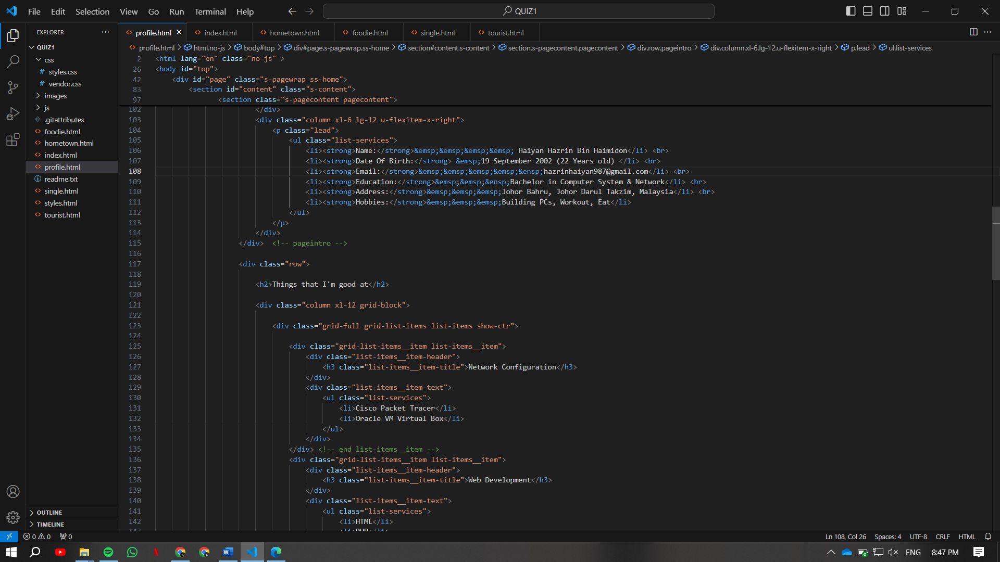 File Edit Selection View Go Run Terminal Help
QUIZ1
EXPLORER
QUIZ1
css
# styles.css
# vendor.css
images
js
.gitattributes
foodie.html
hometown.html
index.html
profile.html
readme.txt
single.html
styles.html
tourist.html
OUTLINE
TIMELINE
profile.html index.html hometown.html foodie.html single.html tourist.html
profile.html > html.no-js > body#top > div#page.s-pagewrap.ss-home > section#content.s-content > section.s-pagecontent.pagecontent > div.row.pageintro > div.column.xl-6.lg-12.u-flexitem-x-right > p.lead > ul.list-services
2 <html lang="en" class="no-js" >
26 <body id="top">
42 <div id="page" class="s-pagewrap ss-home">
83 <section id="content" class="s-content">
97 <section class="s-pagecontent pagecontent">
102 </div>
103 <div class="column xl-6 lg-12 u-flexitem-x-right">
104 <p class="lead">
105 <ul class="list-services">
106 <li><strong>Name:</strong>&emsp;&emsp;&emsp;&emsp; Haiyan Hazrin Bin Haimidon</li> <br>
107 <li><strong>Date Of Birth:</strong> &emsp;19 September 2002 (22 Years old) </li> <br>
108 <li><strong>Email:</strong>&emsp;&emsp;&emsp;&emsp;&ensp;hazrinhaiyan987@gmail.com</li> <br>
109 <li><strong>Education:</strong>&emsp;&emsp;&ensp;Bachelor in Computer System & Network</li> <br>
110 <li><strong>Address:</strong>&emsp;&emsp;&emsp;Johor Bahru, Johor Darul Takzim, Malaysia</li> <br>
111 <li><strong>Hobbies:</strong>&emsp;&emsp;&emsp;Building PCs, Workout, Eat</li>
112 </ul>
113 </p>
114 </div>
115 </div> <!-- pageintro -->
116
117 <div class="row">
118
119 <h2>Things that I'm good at</h2>
120
121 <div class="column xl-12 grid-block">
122
123 <div class="grid-full grid-list-items list-items show-ctr">
124
125 <div class="grid-list-items__item list-items__item">
126 <div class="list-items__item-header">
127 <h3 class="list-items__item-title">Network Configuration</h3>
128 </div>
129 <div class="list-items__item-text">
130 <ul class="list-services">
131 <li>Cisco Packet Tracer</li>
132 <li>Oracle VM Virtual Box</li>
133 </ul>
134 </div>
135 </div> <!-- end list-items__item -->
136 <div class="grid-list-items__item list-items__item">
137 <div class="list-items__item-header">
138 <h3 class="list-items__item-title">Web Development</h3>
139 </div>
140 <div class="list-items__item-text">
141 <ul class="list-services">
142 <li>HTML</li>
143 <li>PHP</li>
0 0 0 Ln 108, Col 26 Spaces: 4 UTF-8 CRLF HTML
ENG 8:47 PM